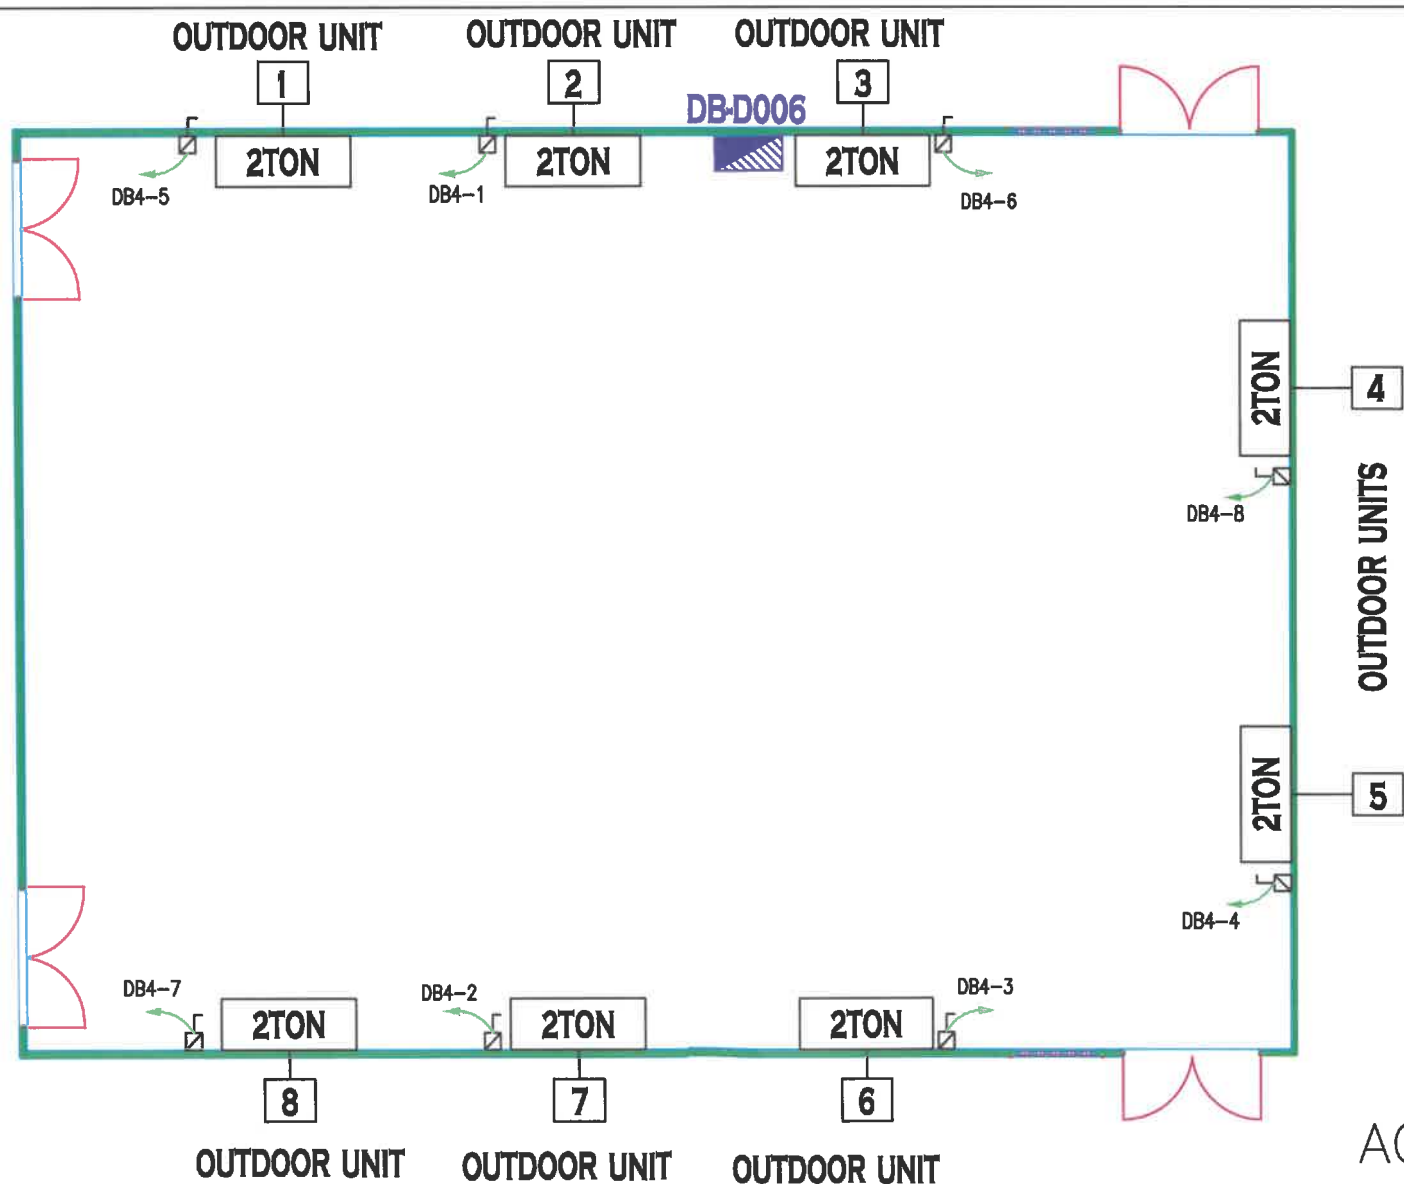 OUTDOOR UNIT OUTDOOR UNIT OUTDOOR UNIT
1 2 3
DB-D006
2TON 2TON 2TON
DB4-5 DB4-1 DB4-6
2TON 4
DB4-8
OUTDOOR UNITS
2TON 5
DB4-4
DB4-7 DB4-2 DB4-3
2TON 2TON 2TON
8 7 6
OUTDOOR UNIT OUTDOOR UNIT OUTDOOR UNIT